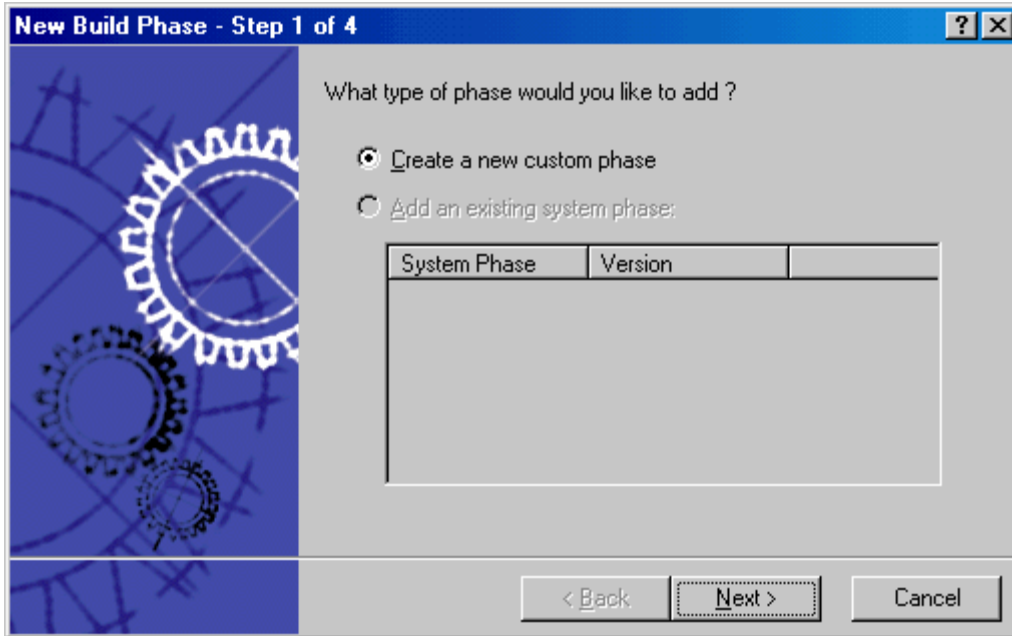 New Build Phase - Step 1 of 4
What type of phase would you like to add ?
Create a new custom phase
Add an existing system phase:
System Phase Version
< Back Next > Cancel